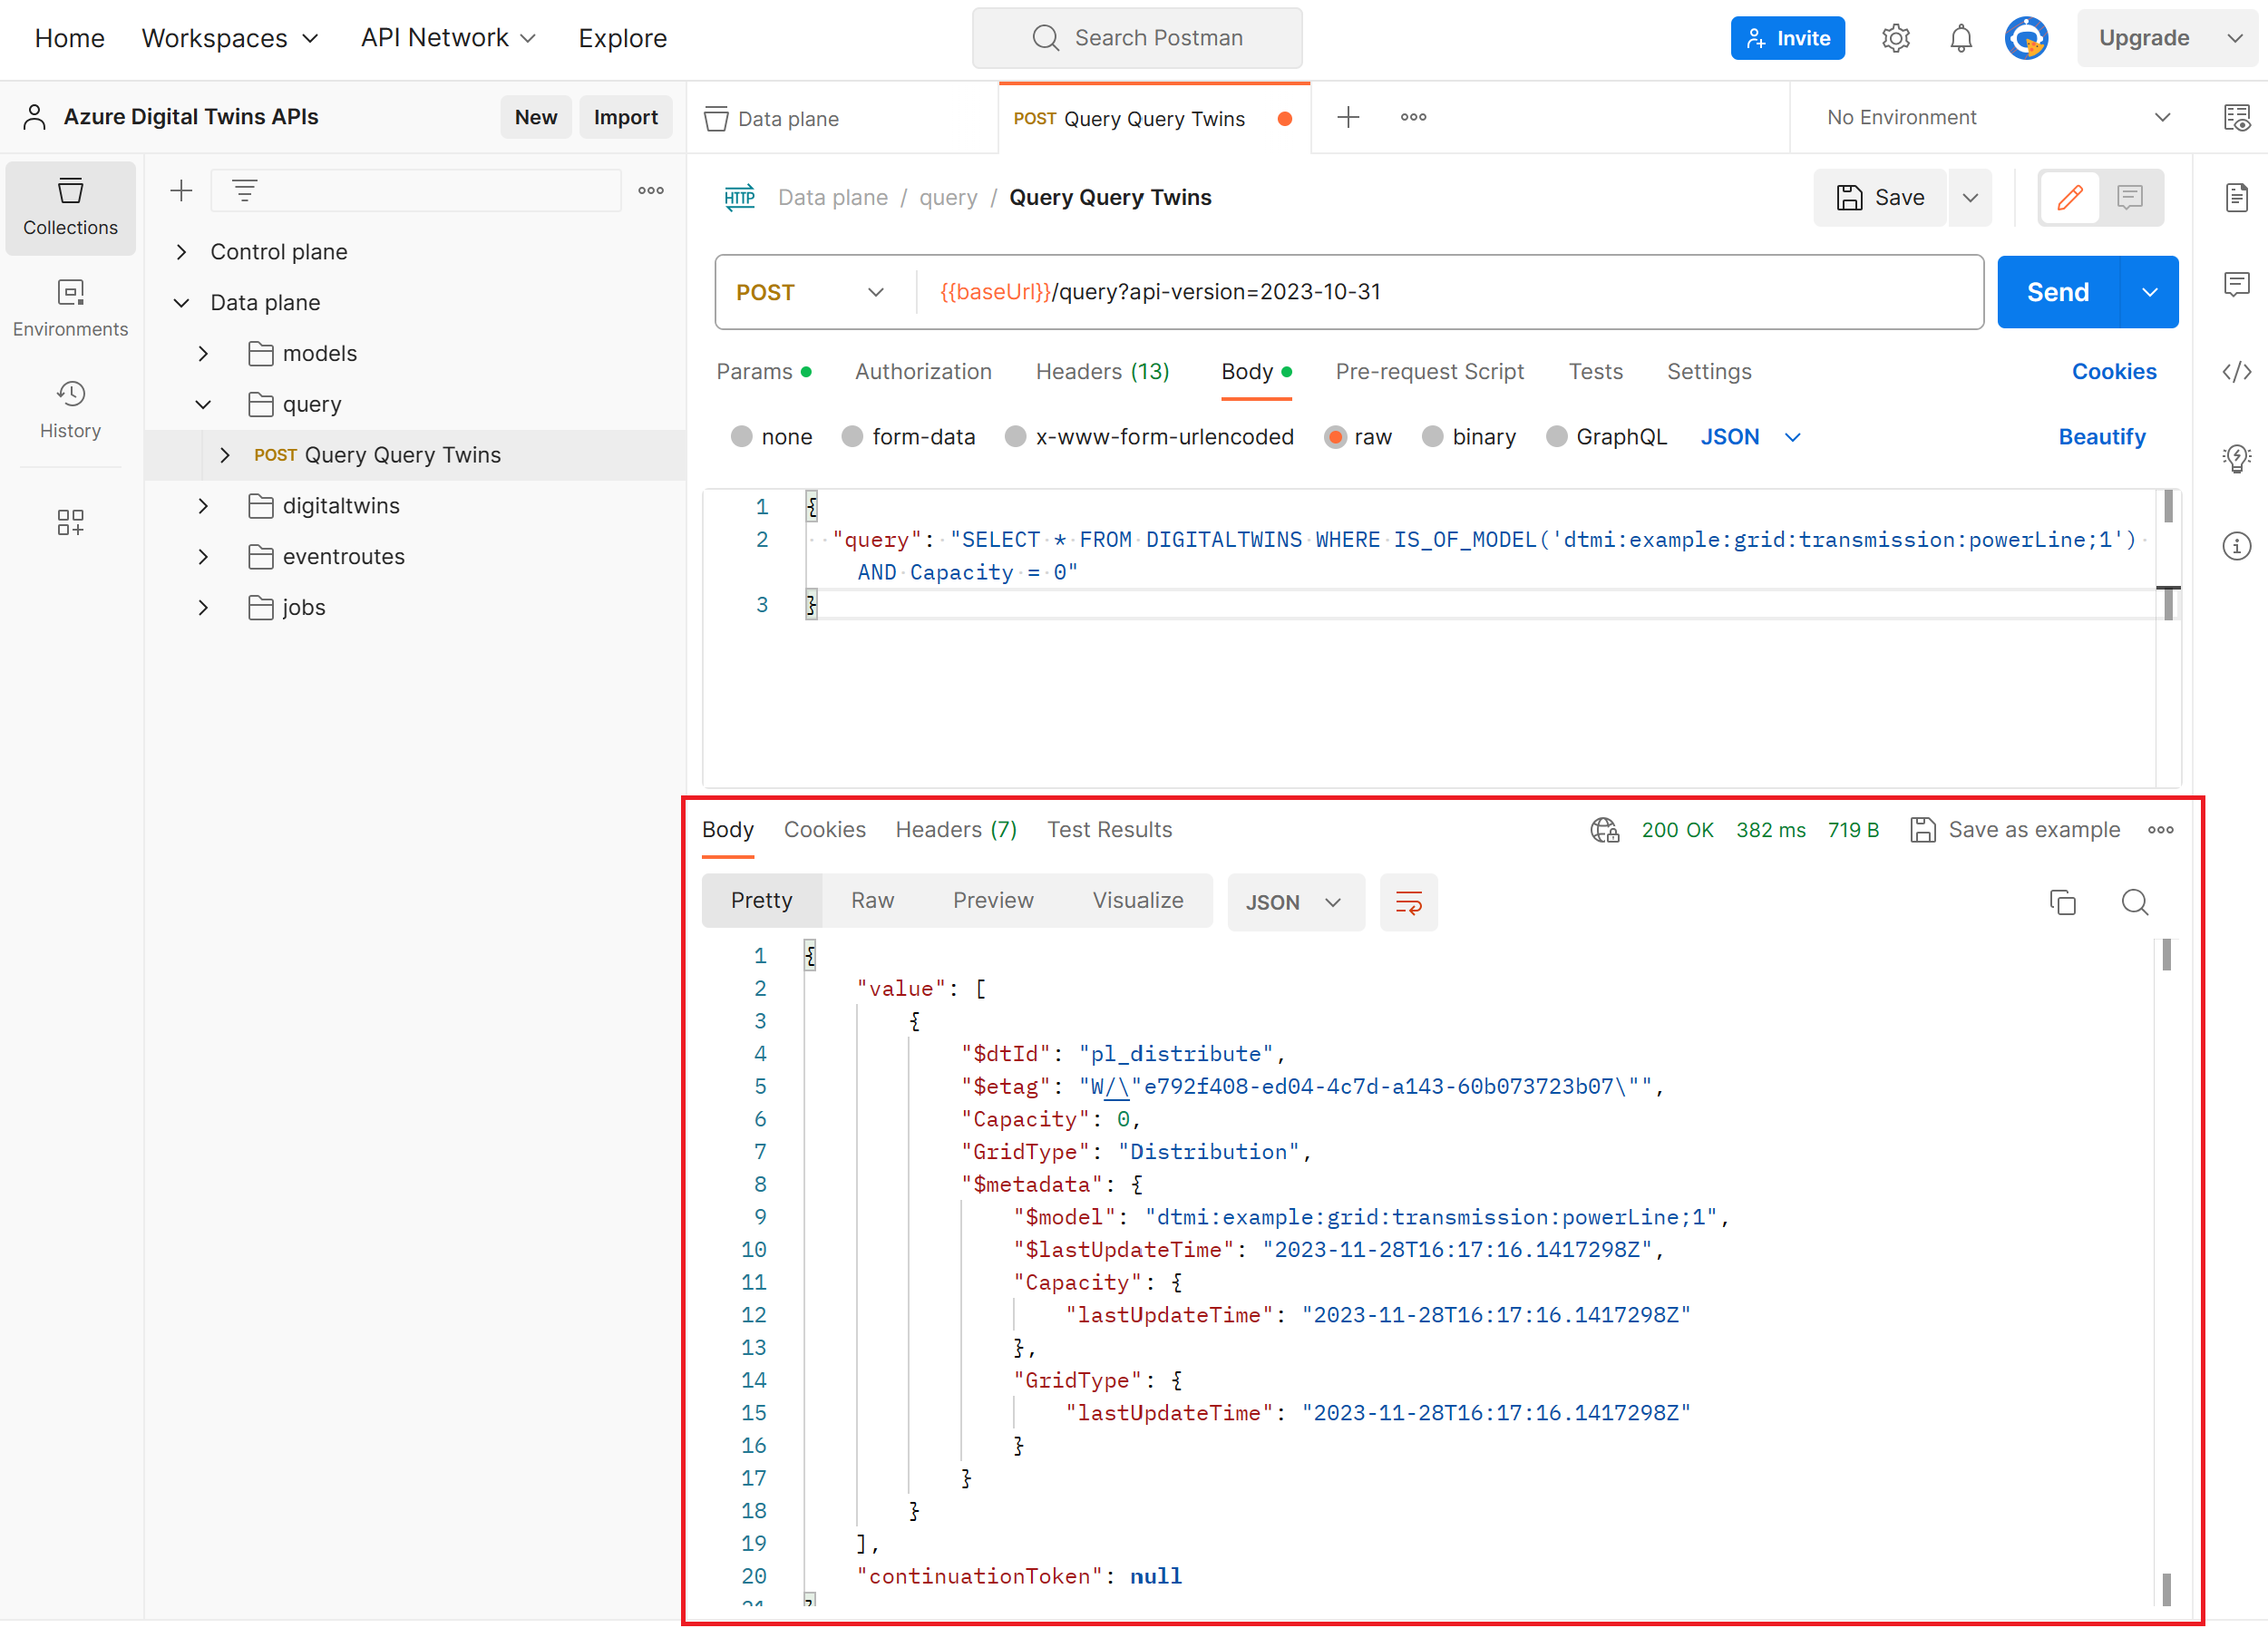 Home Workspaces API Network Explore Search Postman Invite Upgrade
Azure Digital Twins APIs New Import Data plane POST Query Query Twins No Environment
Collections
Environments
History
Control plane
Data plane
models
query
POST Query Query Twins
digitaltwins
eventroutes
jobs
HTTP Data plane / query / Query Query Twins Save
POST {{baseUrl}}/query?api-version=2023-10-31 Send
Params Authorization Headers (13) Body Pre-request Script Tests Settings Cookies
none form-data x-www-form-urlencoded raw binary GraphQL JSON Beautify
1 {
2 "query": "SELECT * FROM DIGITALTWINS WHERE IS_OF_MODEL('dtmi:example:grid:transmission:powerLine;1')
AND Capacity = 0"
3 }
Body Cookies Headers (7) Test Results 200 OK 382 ms 719 B Save as example
Pretty Raw Preview Visualize JSON
1 {
2 "value": [
3 {
4 "$dtId": "pl_distribute",
5 "$etag": "W/\"e792f408-ed04-4c7d-a143-60b073723b07\"",
6 "Capacity": 0,
7 "GridType": "Distribution",
8 "$metadata": {
9 "$model": "dtmi:example:grid:transmission:powerLine;1",
10 "$lastUpdateTime": "2023-11-28T16:17:16.1417298Z",
11 "Capacity": {
12 "lastUpdateTime": "2023-11-28T16:17:16.1417298Z"
13 },
14 "GridType": {
15 "lastUpdateTime": "2023-11-28T16:17:16.1417298Z"
16 }
17 }
18 }
19 ],
20 "continuationToken": null